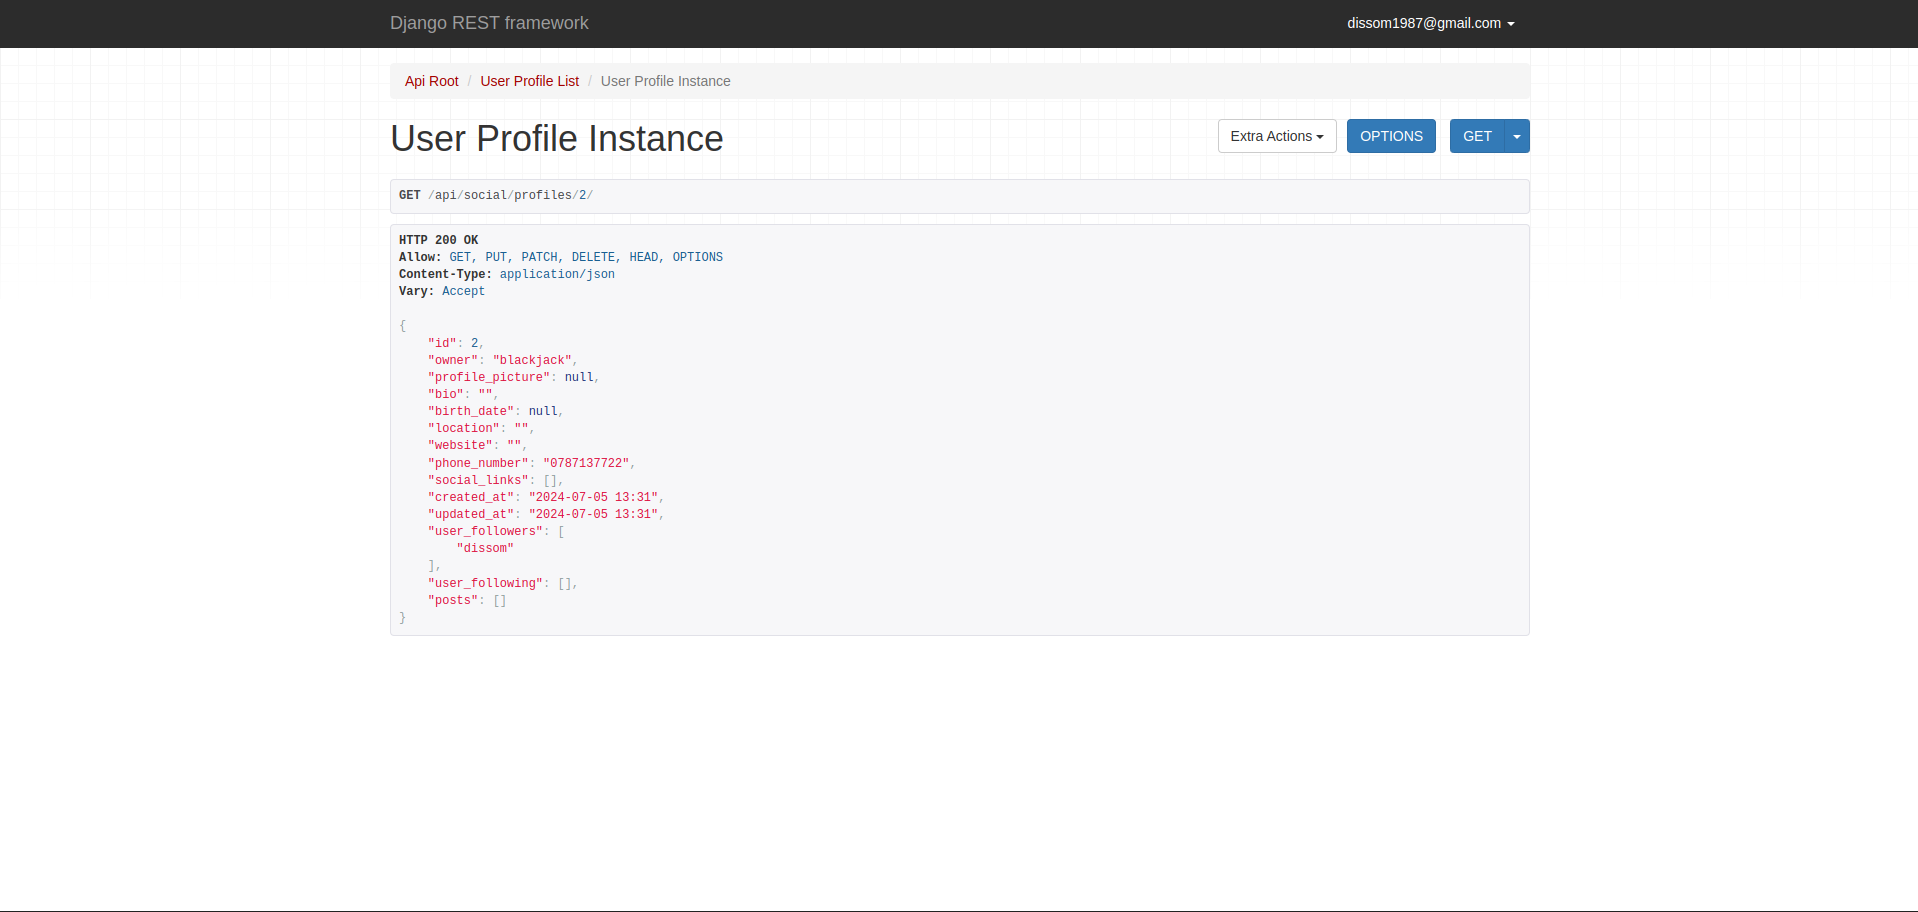 Django REST framework
dissom1987@gmail.com
Api Root / User Profile List / User Profile Instance
User Profile Instance
Extra Actions
OPTIONS
GET
GET /api/social/profiles/2/
HTTP 200 OK
Allow: GET, PUT, PATCH, DELETE, HEAD, OPTIONS
Content-Type: application/json
Vary: Accept
{
    "id": 2,
    "owner": "blackjack",
    "profile_picture": null,
    "bio": "",
    "birth_date": null,
    "location": "",
    "website": "",
    "phone_number": "0787137722",
    "social_links": [],
    "created_at": "2024-07-05 13:31",
    "updated_at": "2024-07-05 13:31",
    "user_followers": [
        "dissom"
    ],
    "user_following": [],
    "posts": []
}